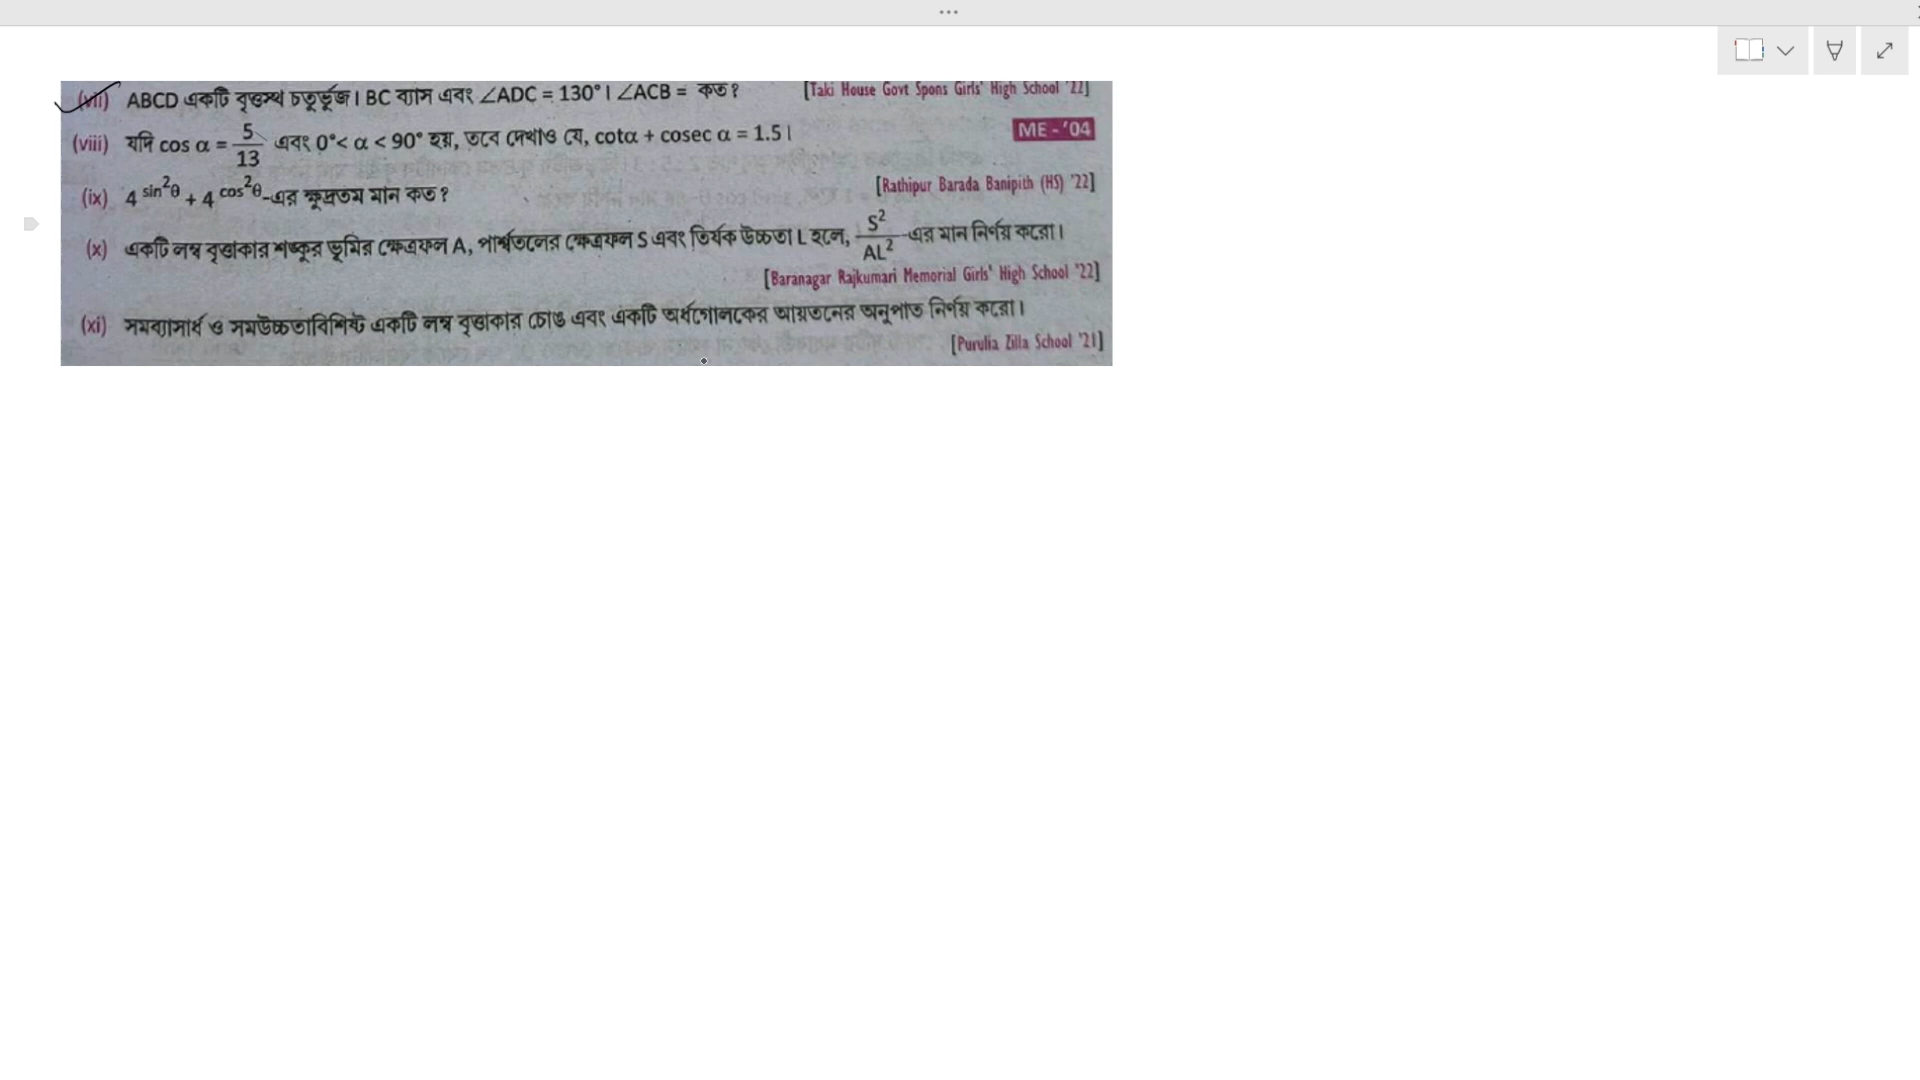 (vii) ABCD একটি বৃত্তস্থ চতুর্ভুজ। BC ব্যাস এবং ∠ADC = 130°। ∠ACB = কত? [Taki House Govt Spons Girls' High School '22]
(viii) যদি cos α = 5/13 এবং 0°< α < 90° হয়, তবে দেখাও যে, cotα + cosec α = 1.5। ME - '04
(ix) 4^sin²θ + 4^cos²θ-এর ক্ষুদ্রতম মান কত? [Rathipur Barada Banipith (HS) '22]
(x) একটি লম্ব বৃত্তাকার শঙ্কুর ভূমির ক্ষেত্রফল A, পার্শ্বতলের ক্ষেত্রফল S এবং তির্যক উচ্চতা L হলে, S²/AL² -এর মান নির্ণয় করো।
[Baranagar Rajkumari Memorial Girls' High School '22]
(xi) সমব্যাসার্ধ ও সমউচ্চতাবিশিষ্ট একটি লম্ব বৃত্তাকার চোঙ এবং একটি অর্ধগোলকের আয়তনের অনুপাত নির্ণয় করো।
[Purulia Zilla School '21]